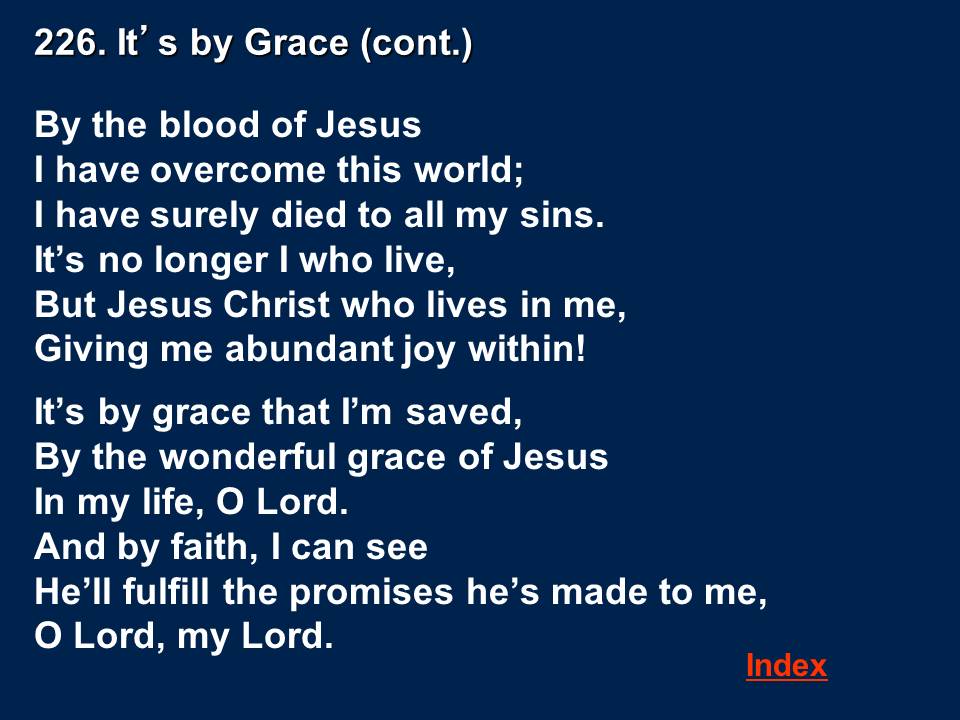 226. It’s by Grace (cont.)
By the blood of Jesus
I have overcome this world;
I have surely died to all my sins.
It’s no longer I who live,
But Jesus Christ who lives in me,
Giving me abundant joy within!
It’s by grace that I’m saved,
By the wonderful grace of Jesus
In my life, O Lord.
And by faith, I can see
He’ll fulfill the promises he’s made to me,
O Lord, my Lord.
Index